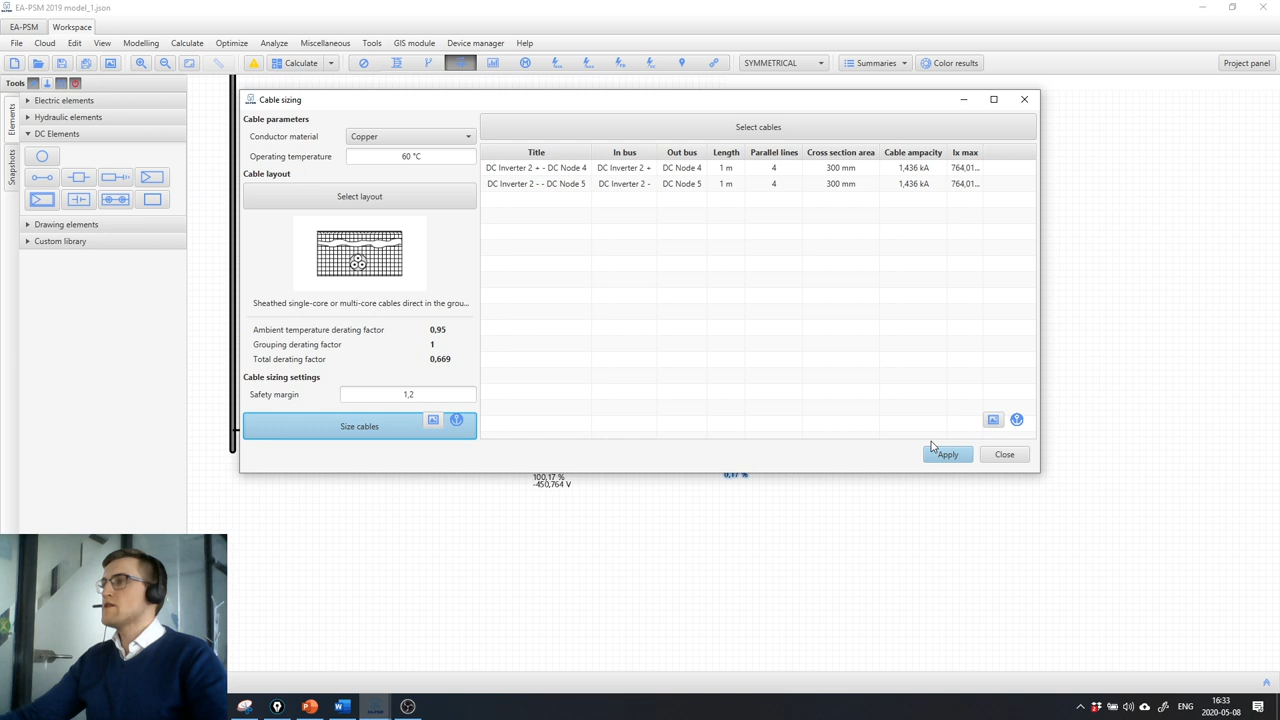 EA-PSM 2019 model_1.json
EA-PSM Workspace
File Cloud Edit View Modelling Calculate Optimize Analyze Miscellaneous Tools GIS module Device manager Help
Calculate SYMMETRICAL Summaries Color results Project panel
Tools
Elements
Snapshots
Electric elements
Hydraulic elements
DC Elements
Drawing elements
Custom library
Cable sizing
Cable parameters
Conductor material Copper
Operating temperature 60 °C
Cable layout
Select layout
Sheathed single-core or multi-core cables direct in the grou...
Ambient temperature derating factor 0,95
Grouping derating factor 1
Total derating factor 0,669
Cable sizing settings
Safety margin 1,2
Size cables
Select cables
Title In bus Out bus Length Parallel lines Cross section area Cable ampacity Ix max
DC Inverter 2 + - DC Node 4 DC Inverter 2 + DC Node 4 1 m 4 300 mm 1,436 kA 764,01...
DC Inverter 2 - - DC Node 5 DC Inverter 2 - DC Node 5 1 m 4 300 mm 1,436 kA 764,01...
Apply Close
100,17 %
-450,764 V
0,17 %
ENG
16:33
2020-05-08